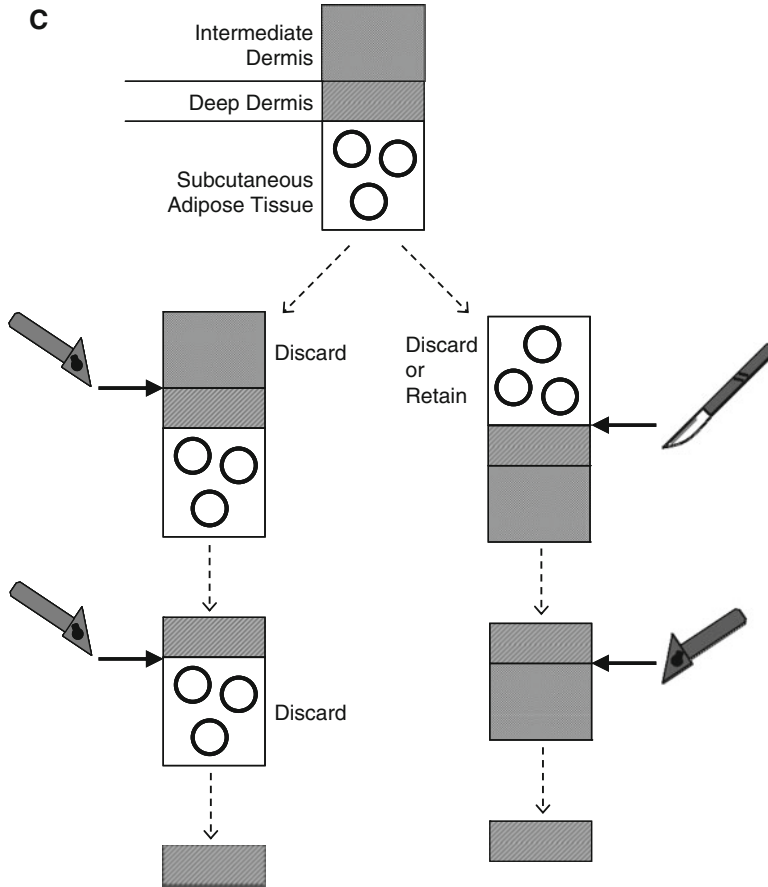 C
Intermediate
Dermis
Deep Dermis
Subcutaneous
Adipose Tissue
Discard
Discard
or
Retain
Discard